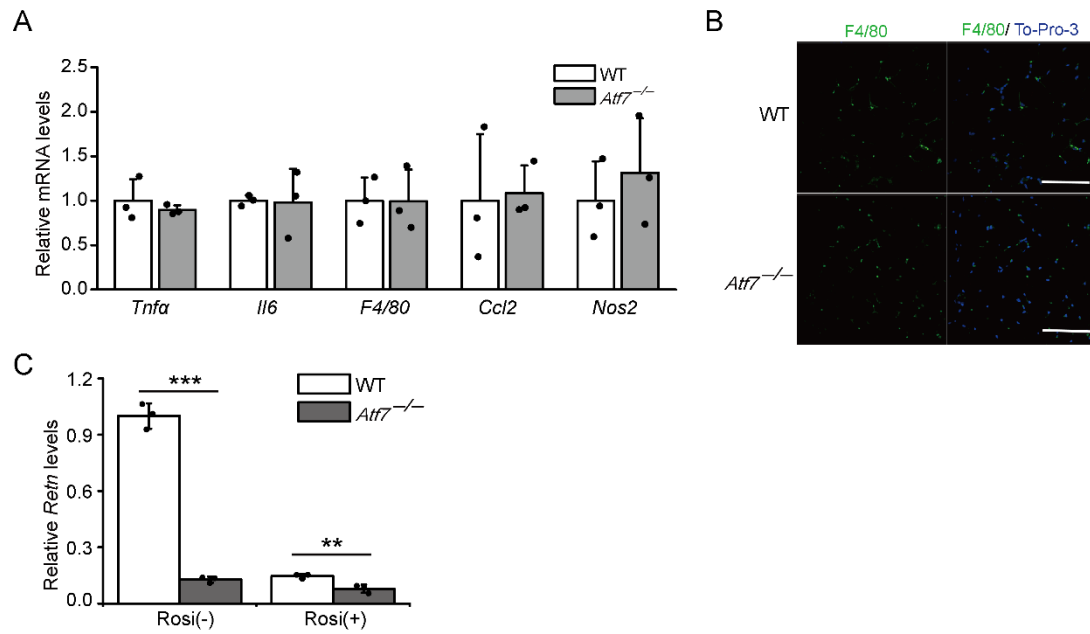 A
Relative mRNA levels
2.5
2.0
1.5
1.0
0.5
0.0
WT
Atf7−/−
Tnfα Il6 F4/80 Ccl2 Nos2
B
F4/80 F4/80/ To-Pro-3
WT
Atf7−/−
C
Relative Retn levels
1.2
0.9
0.6
0.3
0.0
WT
Atf7−/−
***
**
Rosi(-) Rosi(+)